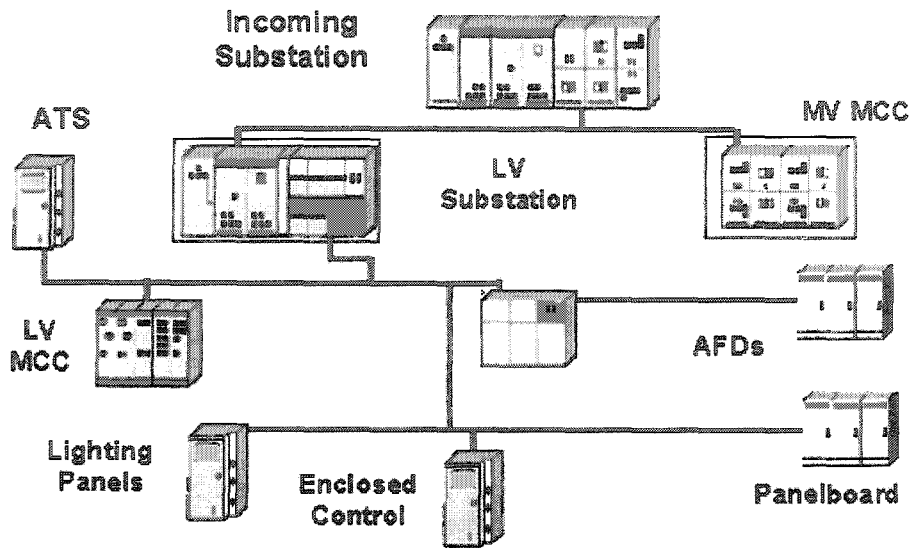 Incoming
Substation
ATS
MV MCC
LV
Substation
LV
MCC
AFDs
Lighting
Panels
Enclosed
Control
Panelboard